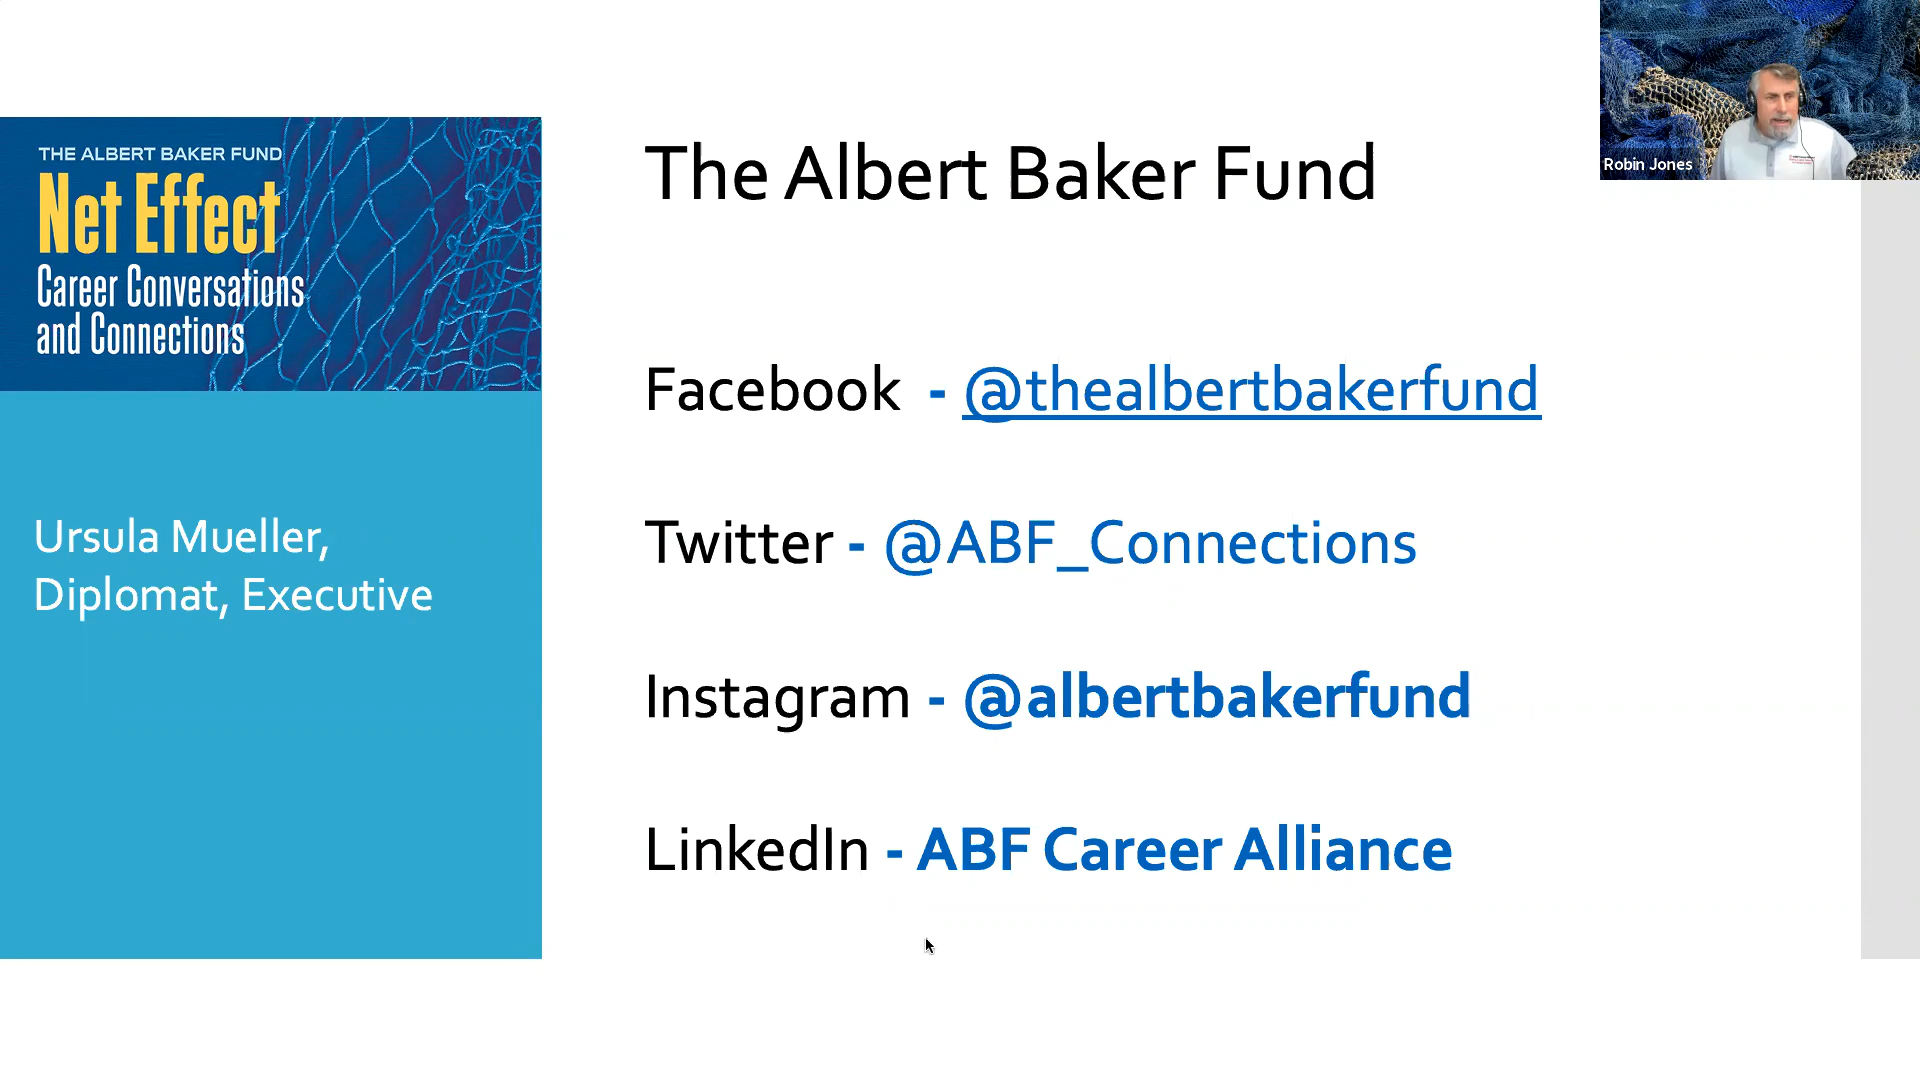 THE ALBERT BAKER FUND
Net Effect
Career Conversations
and Connections
Ursula Mueller,
Diplomat, Executive
The Albert Baker Fund
Facebook - @thealbertbakerfund
Twitter - @ABF_Connections
Instagram - @albertbakerfund
LinkedIn - ABF Career Alliance
Robin Jones